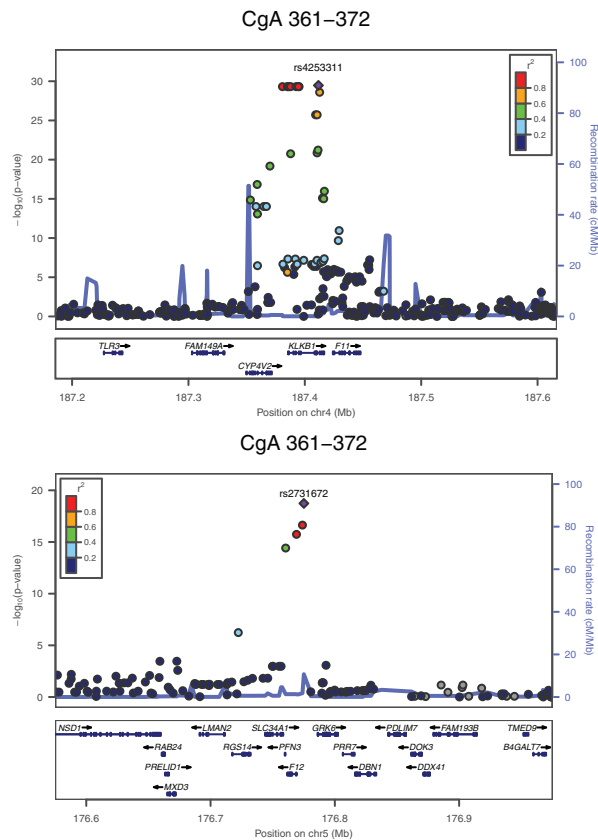 CgA 361–372
rs4253311
r²
0.8
0.6
0.4
0.2
− log₁₀(p-value)
30
25
20
15
10
5
0
Recombination rate (cM/Mb)
100
80
60
40
20
0
TLR3
FAM149A
KLKB1
F11
CYP4V2
187.2
187.3
187.4
187.5
187.6
Position on chr4 (Mb)
CgA 361–372
rs2731672
r²
0.8
0.6
0.4
0.2
−log₁₀(p-value)
20
15
10
5
0
Recombination rate (cM/Mb)
100
80
60
40
20
0
NSD1
LMAN2
SLC34A1
GRK6
PDLIM7
FAM193B
TMED9
RAB24
RGS14
PFN3
PRR7
DOK3
B4GALT7
PRELID1
F12
DBN1
DDX41
MXD3
176.6
176.7
176.8
176.9
Position on chr5 (Mb)